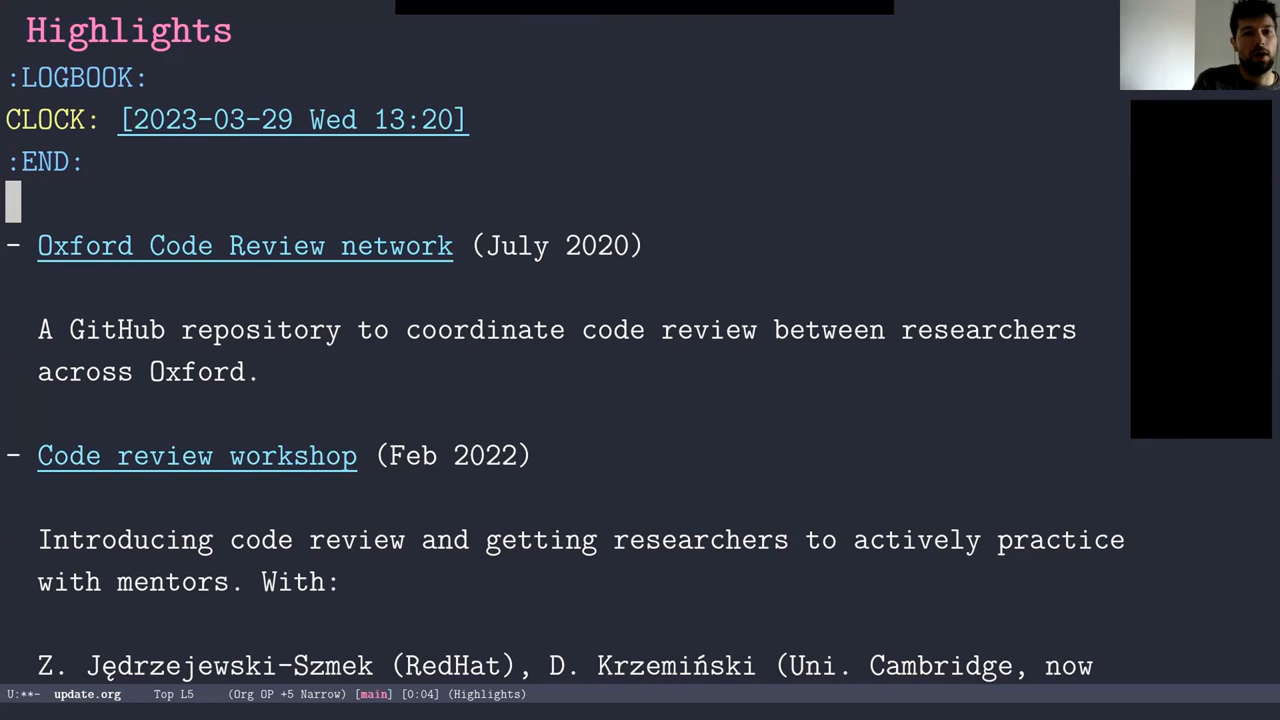 Highlights
:LOGBOOK:
CLOCK: [2023-03-29 Wed 13:20]
:END:
- Oxford Code Review network (July 2020)
A GitHub repository to coordinate code review between researchers
across Oxford.
- Code review workshop (Feb 2022)
Introducing code review and getting researchers to actively practice
with mentors. With:
Z. Jędrzejewski-Szmek (RedHat), D. Krzemiński (Uni. Cambridge, now
U:**- update.org Top L5 (Org OP +5 Narrow) [main] [0:04] (Highlights)